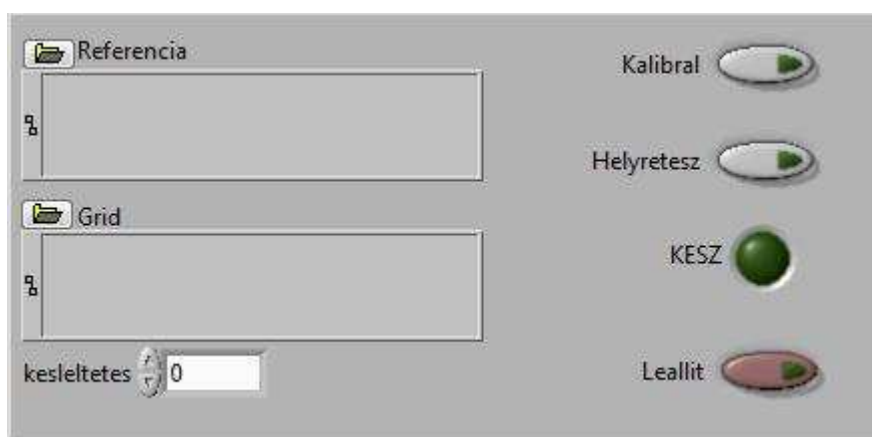 Referencia
Kalibral
Helyretesz
Grid
KESZ
kesleltetes 0
Leallit